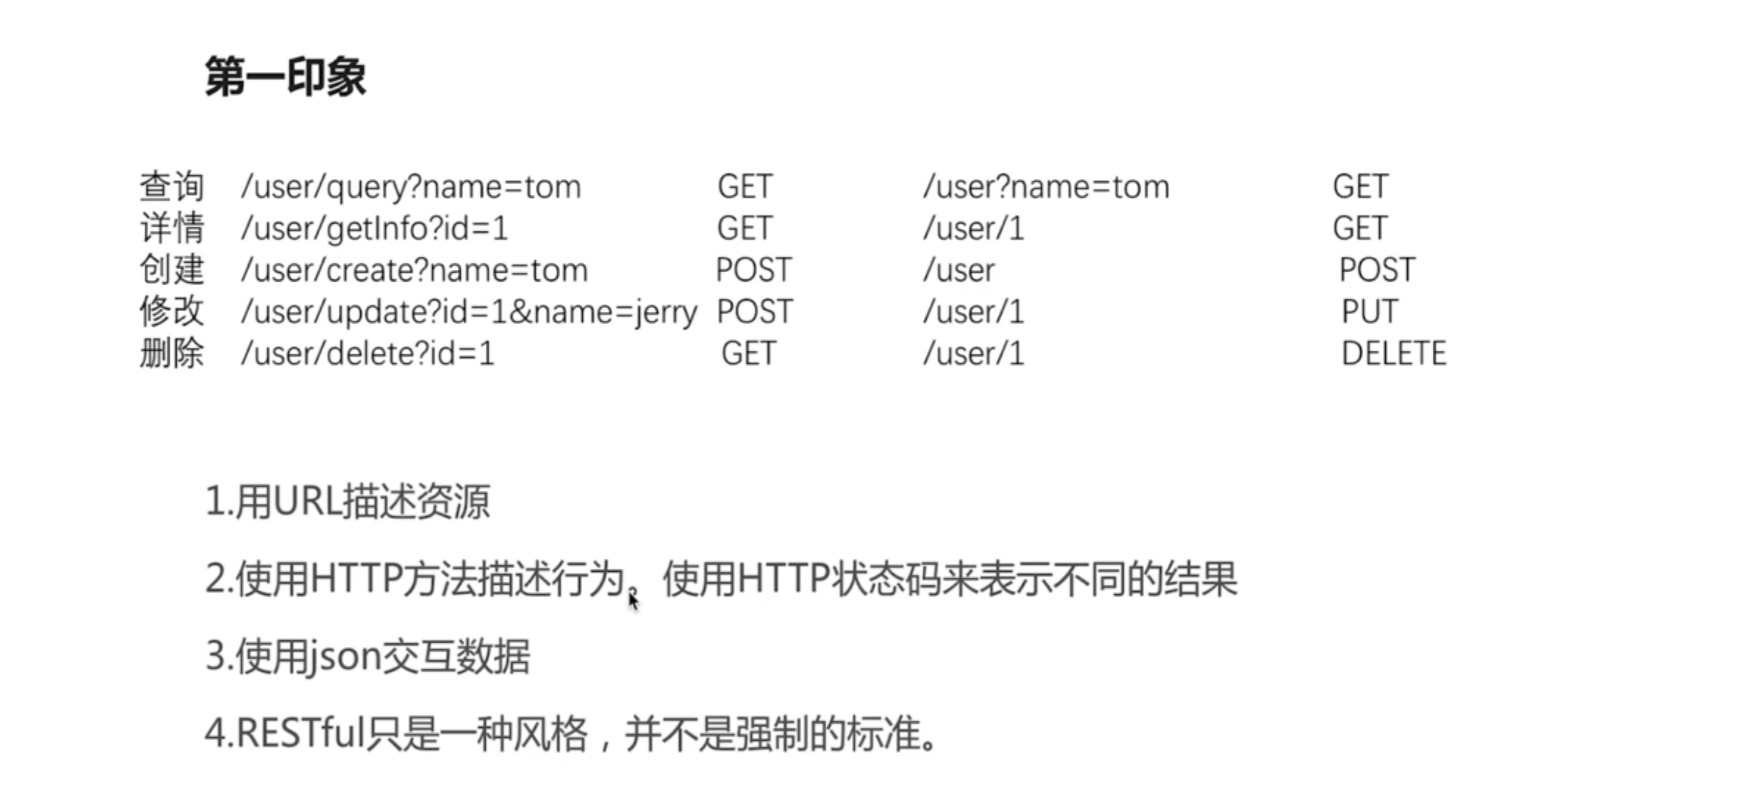 第一印象
查询 /user/query?name=tom GET /user?name=tom GET
详情 /user/getInfo?id=1 GET /user/1 GET
创建 /user/create?name=tom POST /user POST
修改 /user/update?id=1&name=jerry POST /user/1 PUT
删除 /user/delete?id=1 GET /user/1 DELETE
1.用URL描述资源
2.使用HTTP方法描述行为。使用HTTP状态码来表示不同的结果
3.使用json交互数据
4.RESTful只是一种风格，并不是强制的标准。